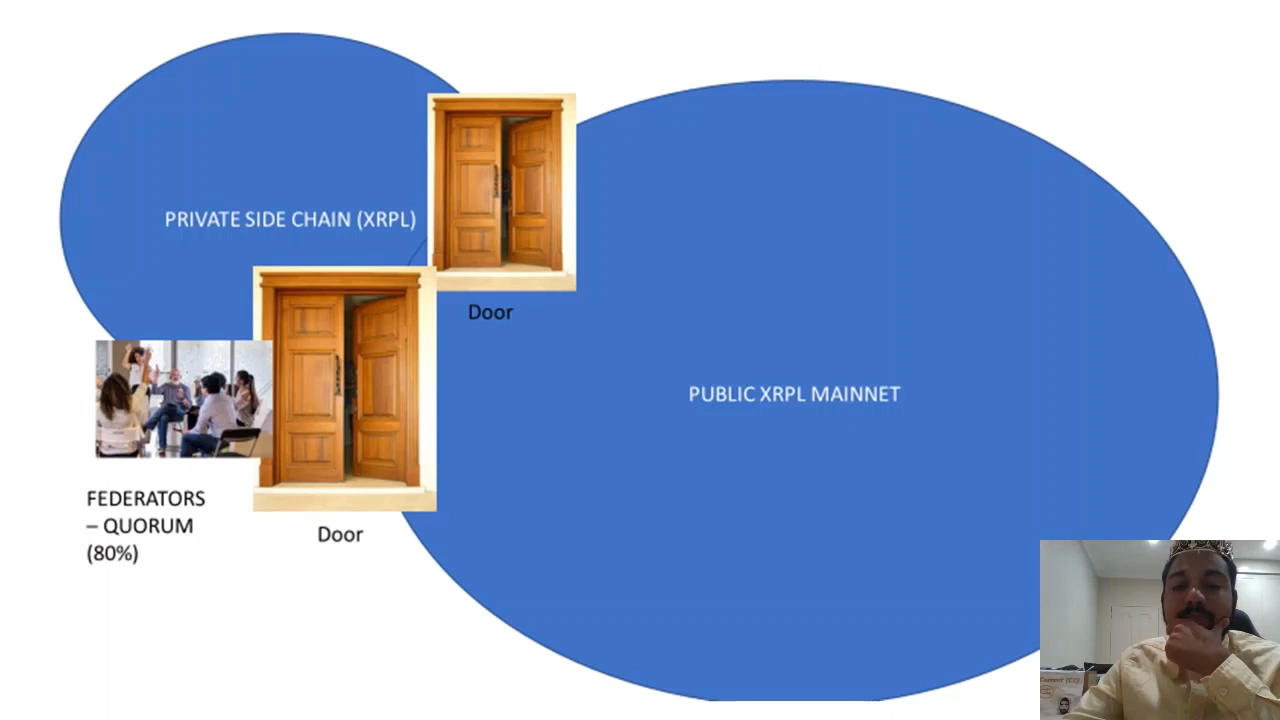 PRIVATE SIDE CHAIN (XRPL)
Door
PUBLIC XRPL MAINNET
FEDERATORS
– QUORUM
(80%)
Door